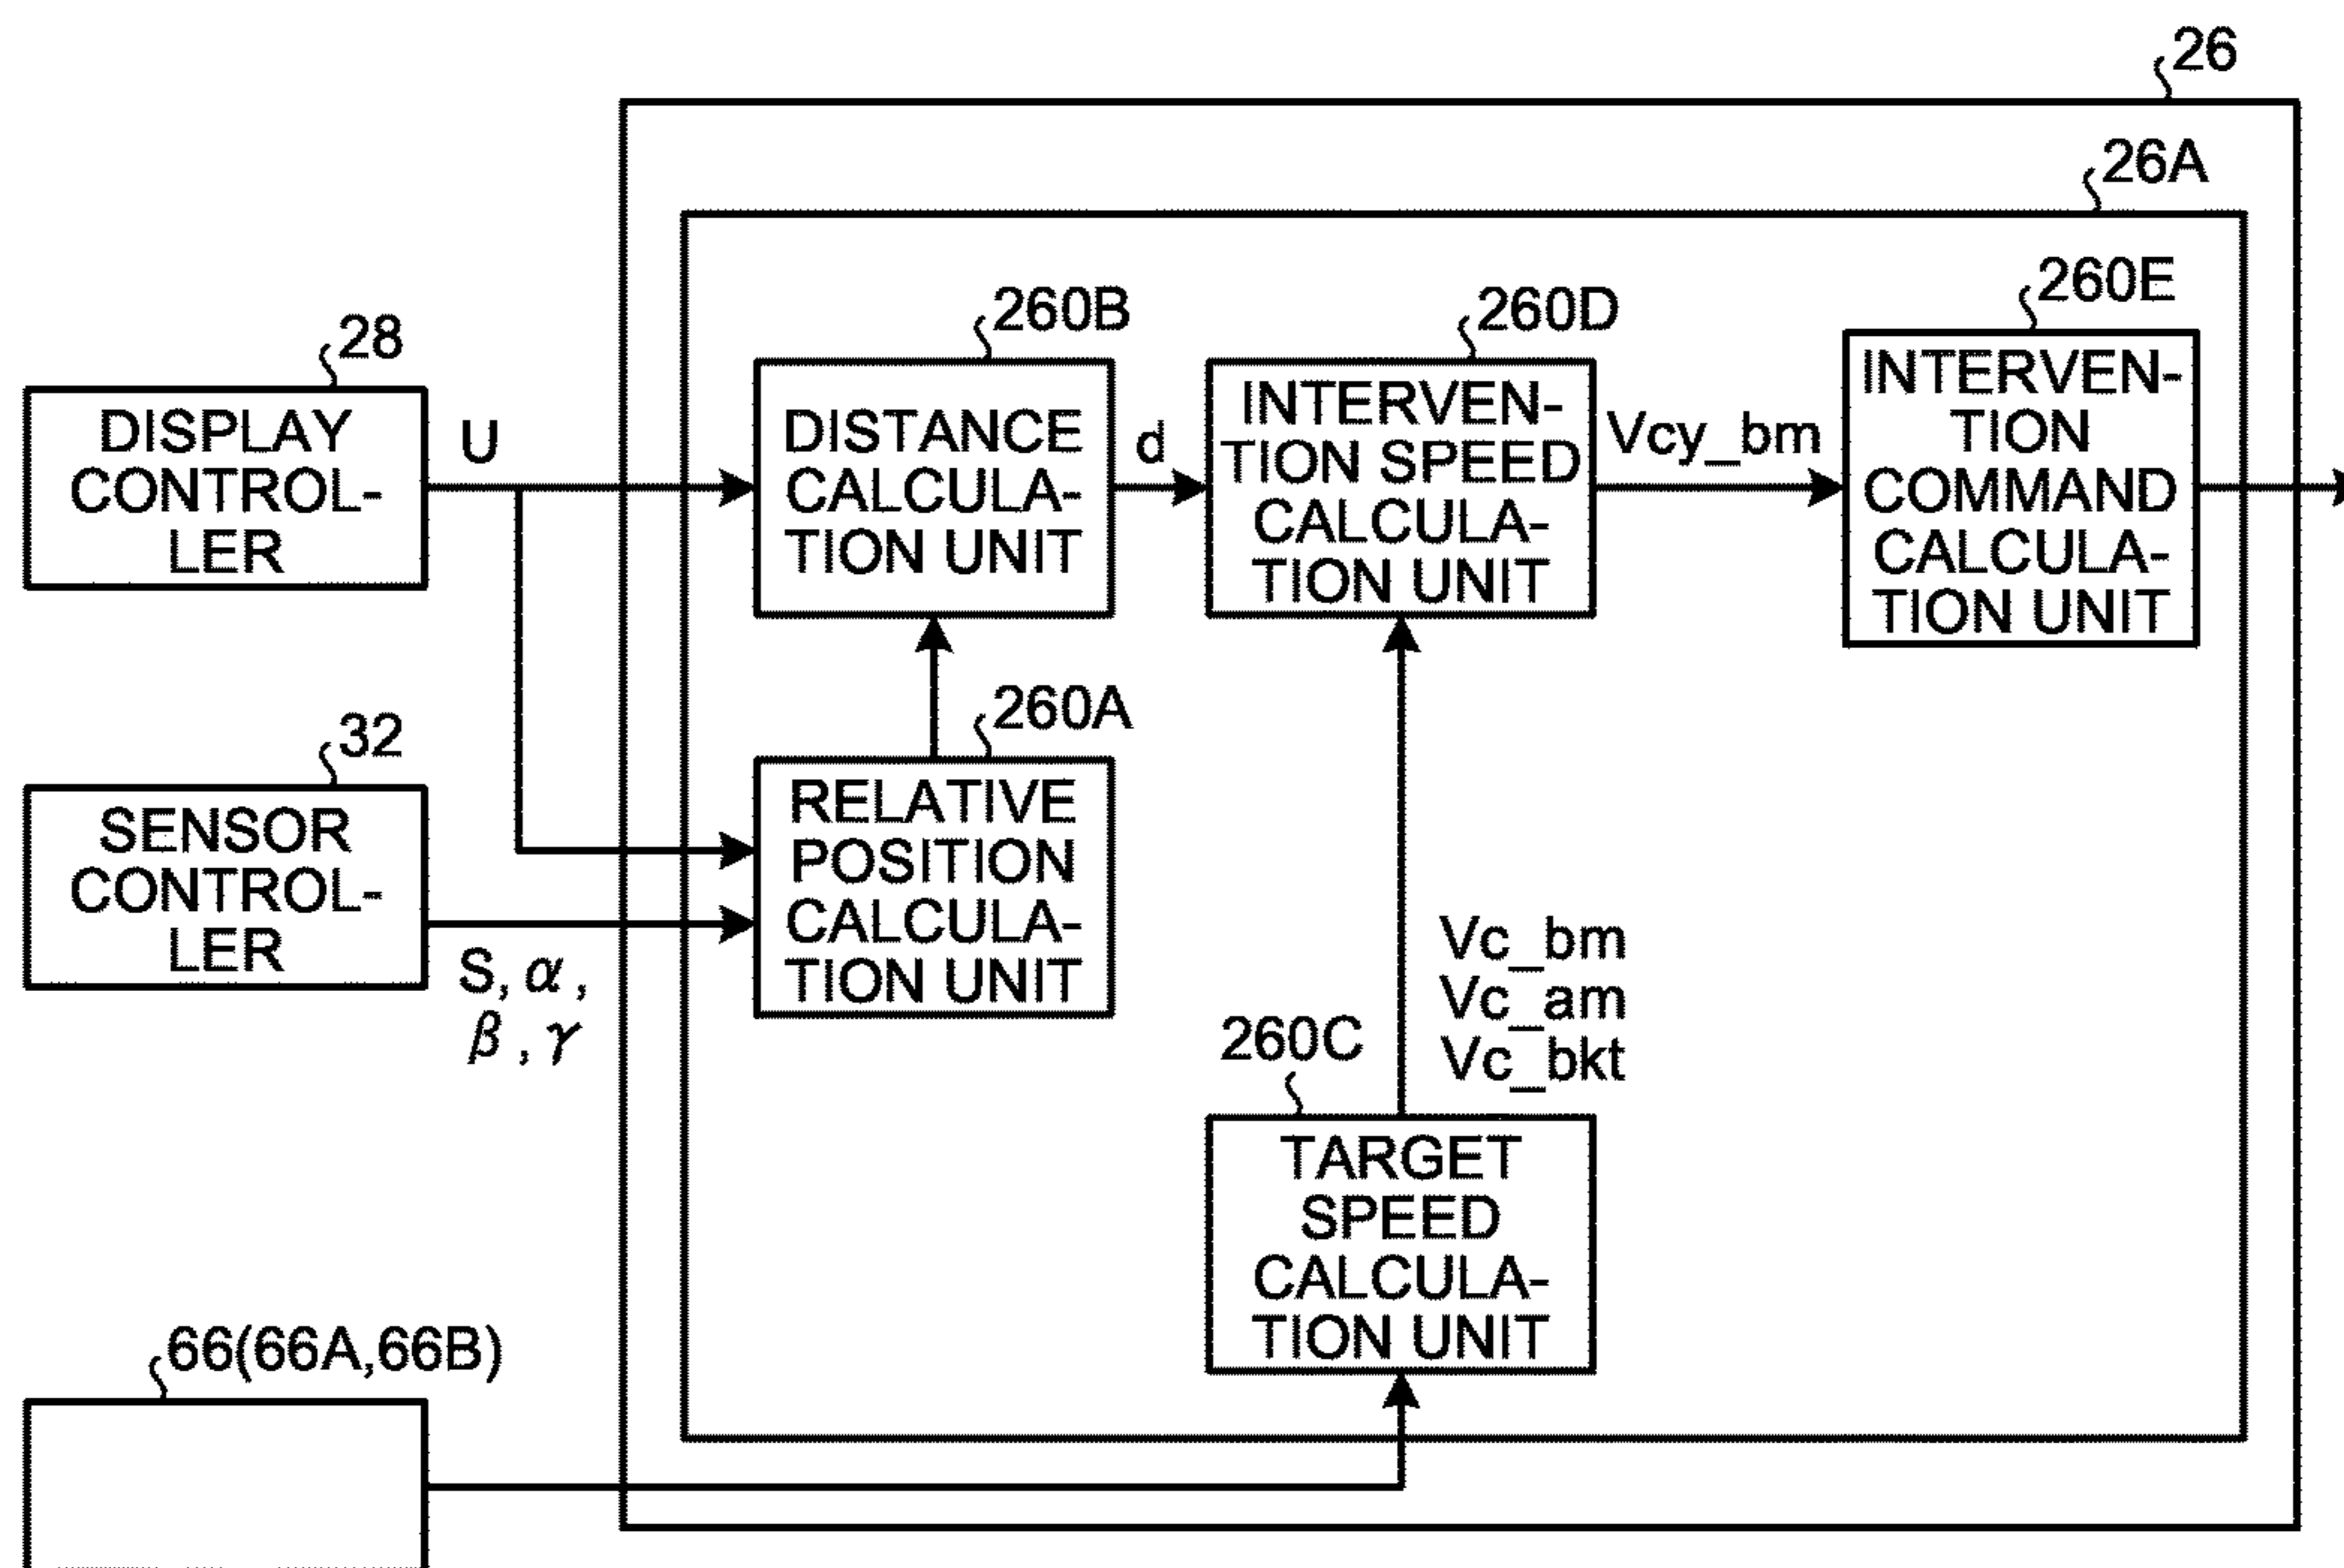 26
26A
260E
INTERVEN-
TION
COMMAND
CALCULA-
TION UNIT
260B
DISTANCE
CALCULA-
TION UNIT
260D
INTERVEN-
TION SPEED
CALCULA-
TION UNIT
28
DISPLAY
CONTROL-
LER
U
d
Vcy_bm
260A
RELATIVE
POSITION
CALCULA-
TION UNIT
32
SENSOR
CONTROL-
LER
S, α,
β, γ
Vc_bm
Vc_am
Vc_bkt
260C
TARGET
SPEED
CALCULA-
TION UNIT
66(66A,66B)